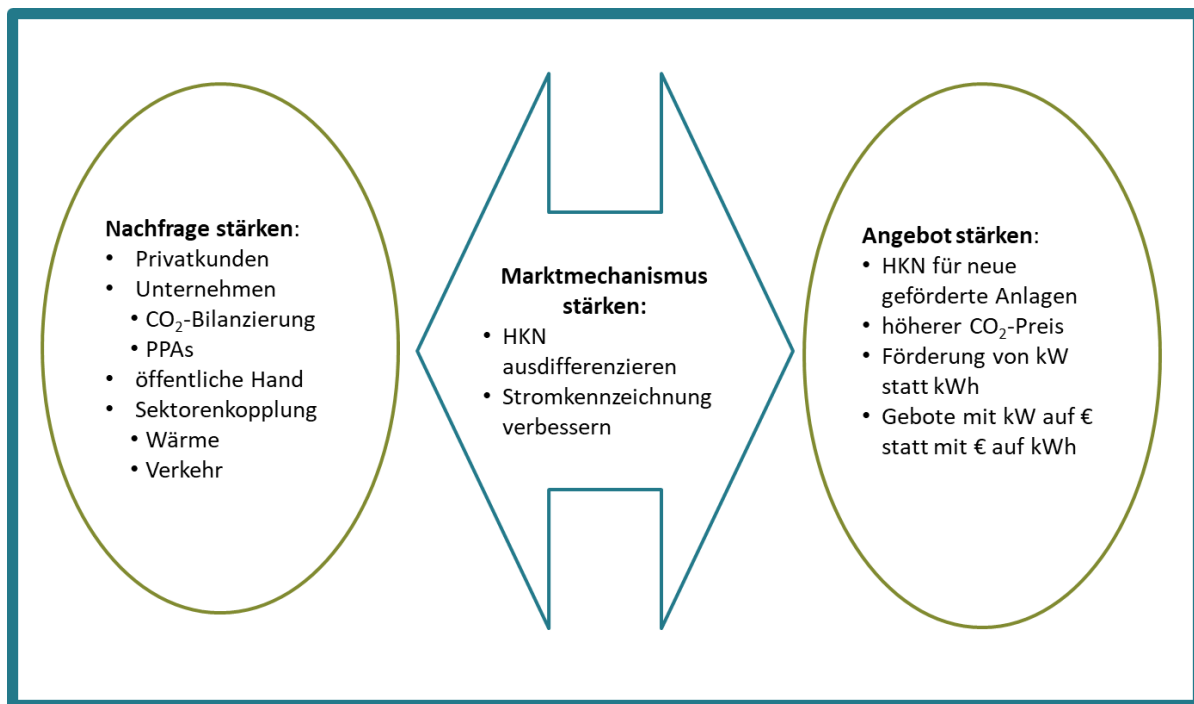 Nachfrage stärken:
• Privatkunden
• Unternehmen
• CO₂-Bilanzierung
• PPAs
• öffentliche Hand
• Sektorenkopplung
• Wärme
• Verkehr
Marktmechanismus
stärken:
• HKN
ausdifferenzieren
• Stromkennzeichnung
verbessern
Angebot stärken:
• HKN für neue
geförderte Anlagen
• höherer CO₂-Preis
• Förderung von kW
statt kWh
• Gebote mit kW auf €
statt mit € auf kWh